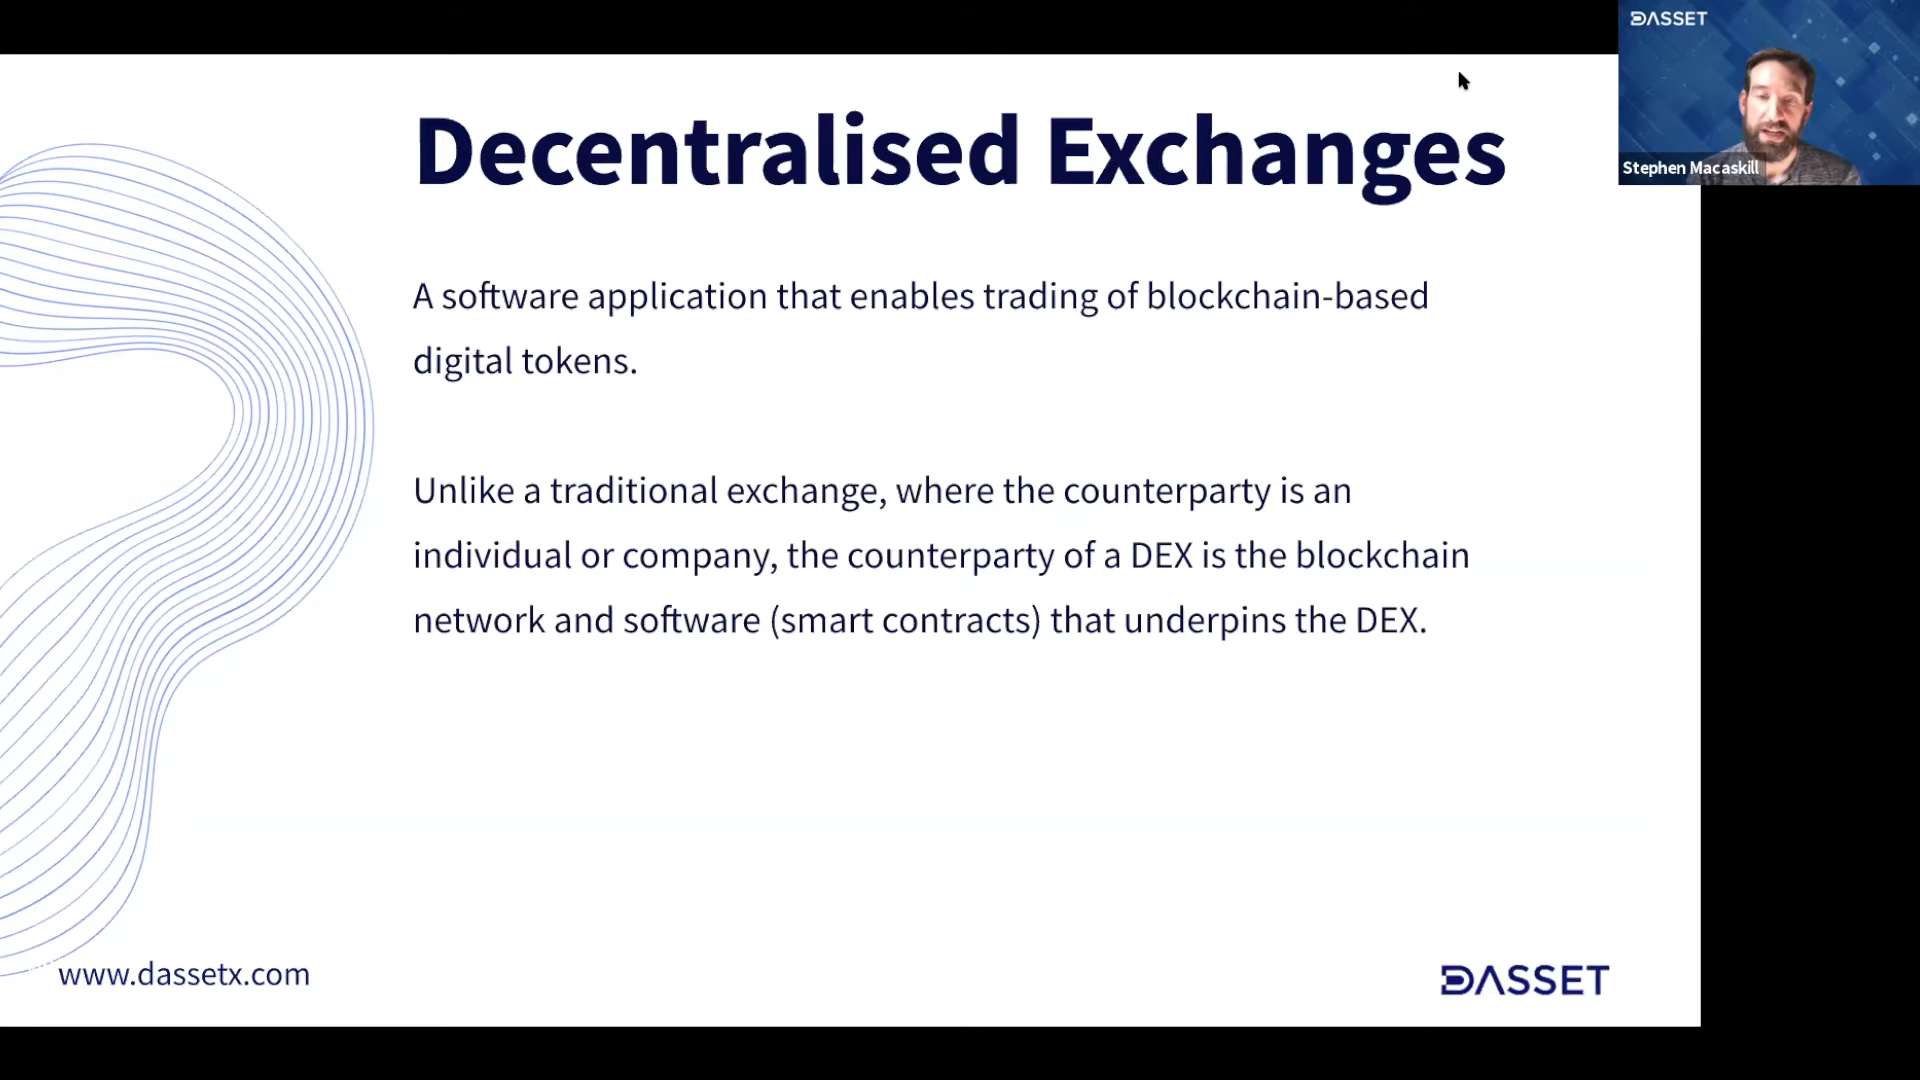 DASSET
Stephen Macaskill
Decentralised Exchanges
A software application that enables trading of blockchain-based
digital tokens.
Unlike a traditional exchange, where the counterparty is an
individual or company, the counterparty of a DEX is the blockchain
network and software (smart contracts) that underpins the DEX.
www.dassetx.com
DASSET